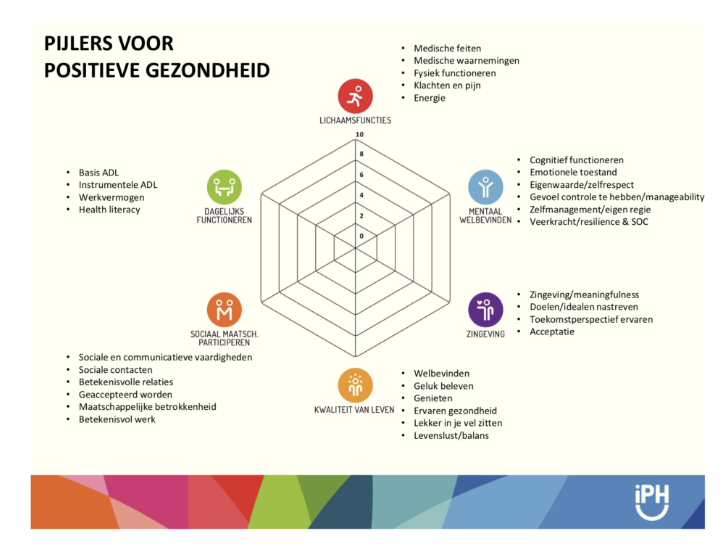 PIJLERS VOOR
POSITIEVE GEZONDHEID
• Medische feiten
• Medische waarnemingen
• Fysiek functioneren
• Klachten en pijn
• Energie
LICHAAMSFUNCTIES
10
8
6
4
2
0
• Cognitief functioneren
• Emotionele toestand
• Eigenwaarde/zelfrespect
• Gevoel controle te hebben/manageability
• Zelfmanagement/eigen regie
• Veerkracht/resilience & SOC
MENTAAL
WELBEVINDEN
• Basis ADL
• Instrumentele ADL
• Werkvermogen
• Health literacy
DAGELIJKS
FUNCTIONEREN
• Zingeving/meaningfulness
• Doelen/idealen nastreven
• Toekomstperspectief ervaren
• Acceptatie
ZINGEVING
SOCIAAL MAATSCH.
PARTICIPEREN
• Sociale en communicatieve vaardigheden
• Sociale contacten
• Betekenisvolle relaties
• Geaccepteerd worden
• Maatschappelijke betrokkenheid
• Betekenisvol werk
KWALITEIT VAN LEVEN
• Welbevinden
• Geluk beleven
• Genieten
• Ervaren gezondheid
• Lekker in je vel zitten
• Levenslust/balans
iPH